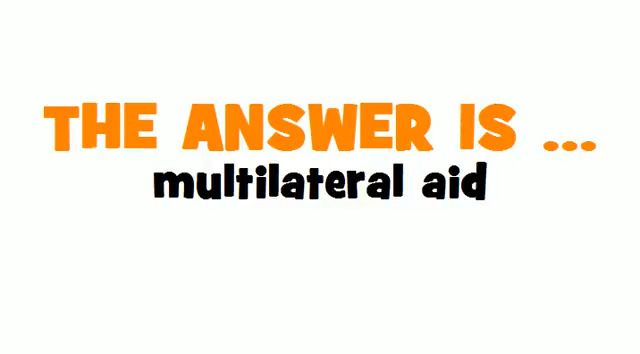 THE ANSWER IS ...
multilateral aid